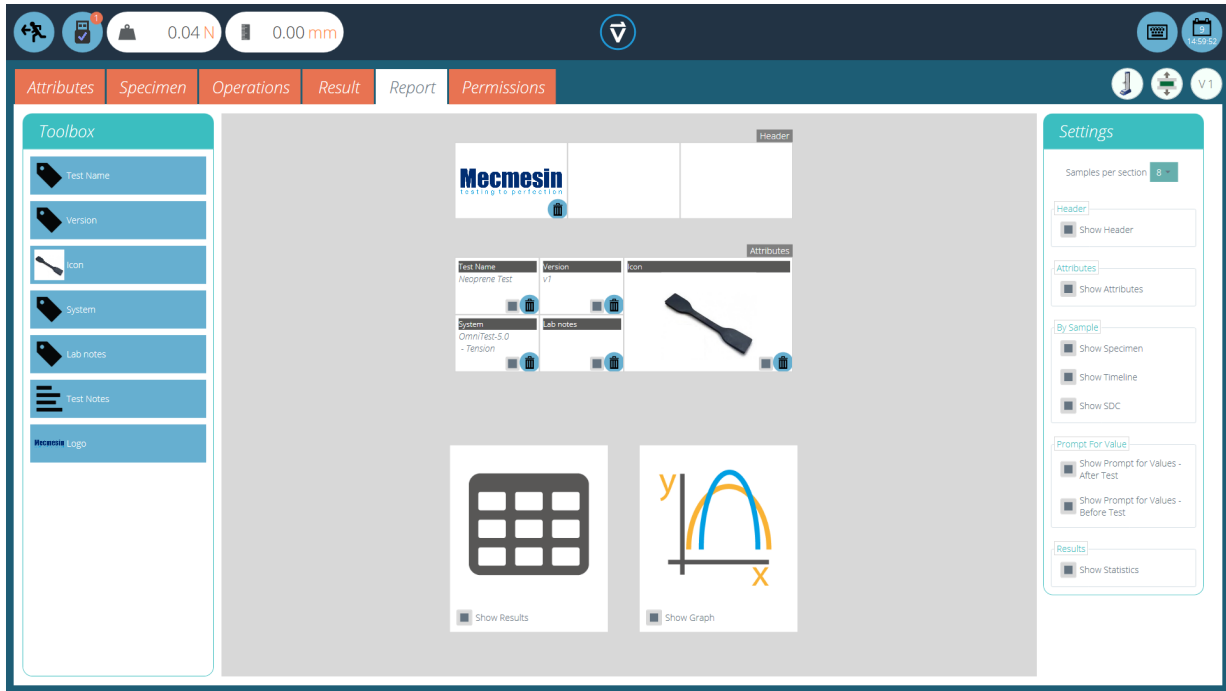 1
0.04 N
0.00 mm
9
14:59:52
Attributes
Specimen
Operations
Result
Report
Permissions
V 1
Toolbox
Test Name
Version
Icon
System
Lab notes
Test Notes
Mecmesin Logo
Header
Mecmesin
testing to perfection
Attributes
Test Name
Neoprene Test
Version
v1
Icon
System
OmniTest-5.0
- Tension
Lab notes
y
x
Show Results
Show Graph
Settings
Samples per section 8
Header
Show Header
Attributes
Show Attributes
By Sample
Show Specimen
Show Timeline
Show SDC
Prompt For Value
Show Prompt for Values -
After Test
Show Prompt for Values -
Before Test
Results
Show Statistics